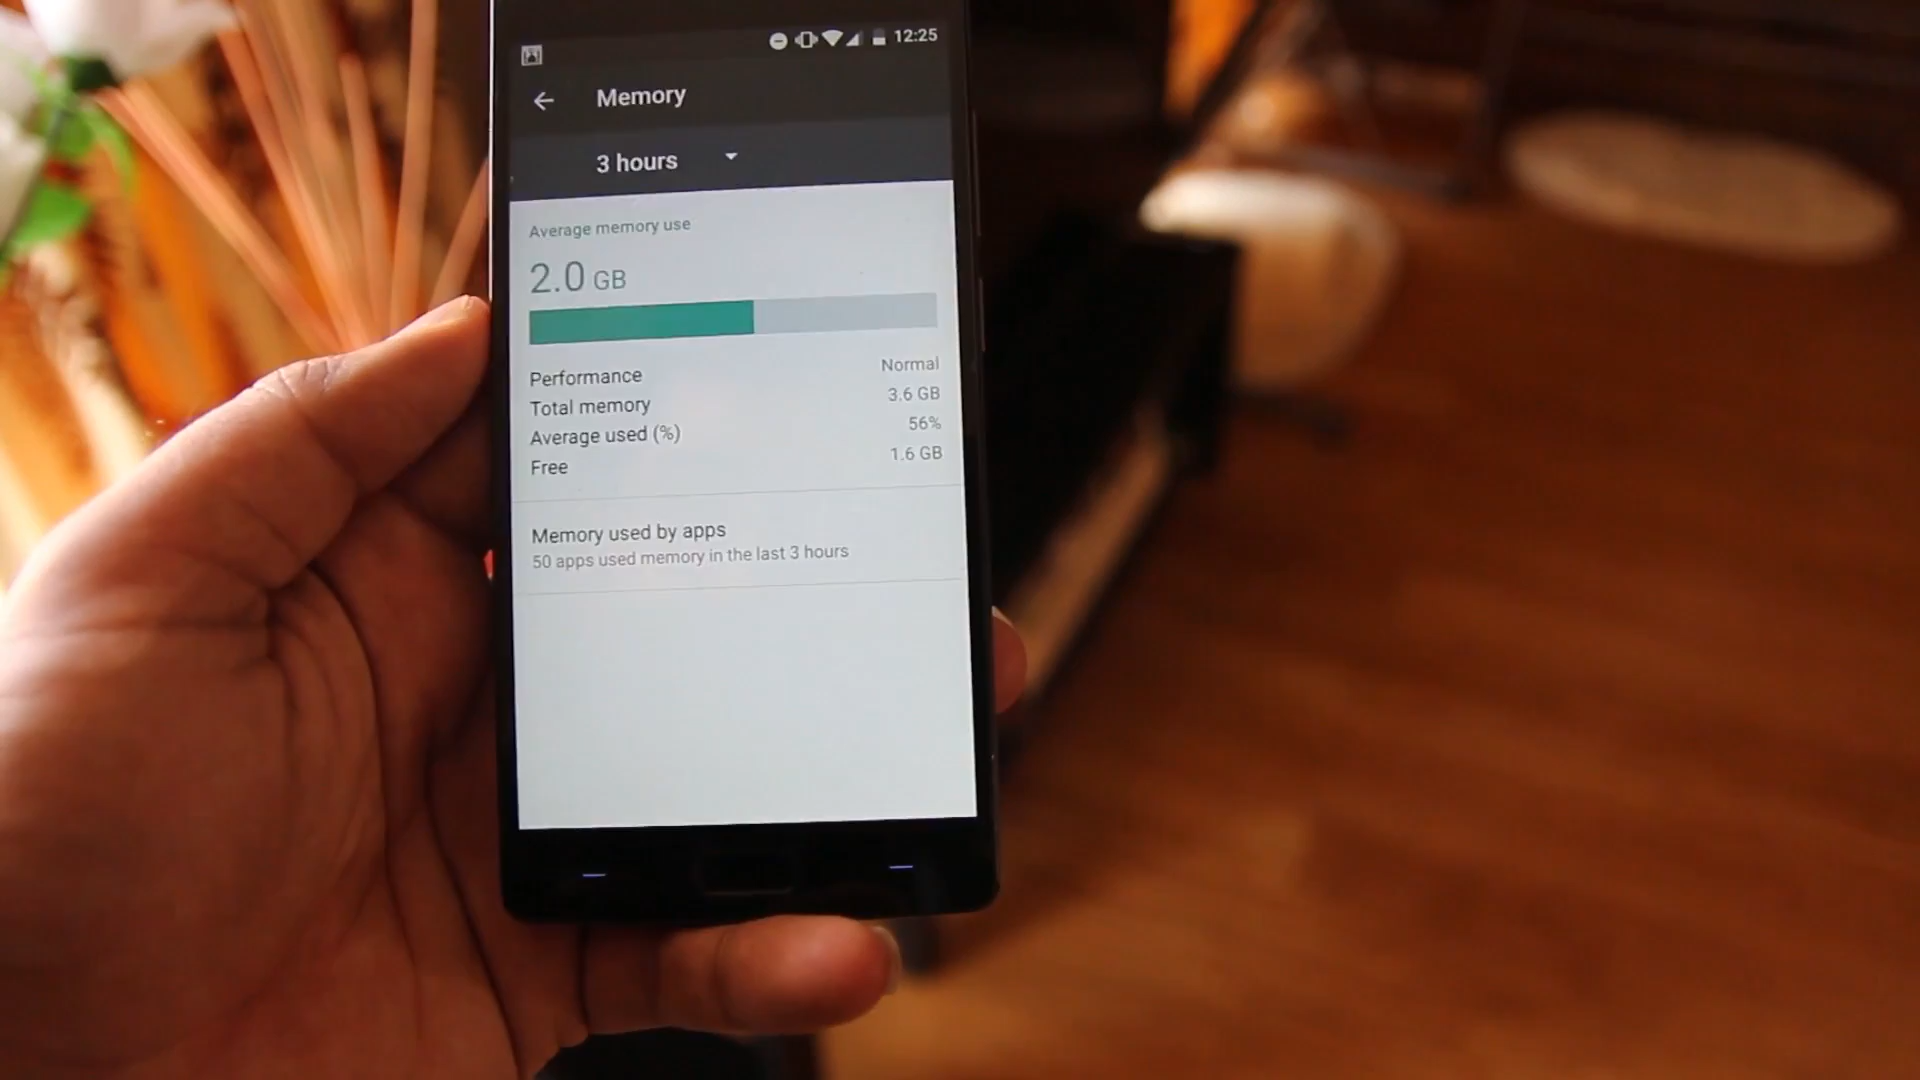 12:25
Memory
3 hours
Average memory use
2.0 GB
Performance Normal
Total memory 3.6 GB
Average used (%) 56%
Free 1.6 GB
Memory used by apps
50 apps used memory in the last 3 hours